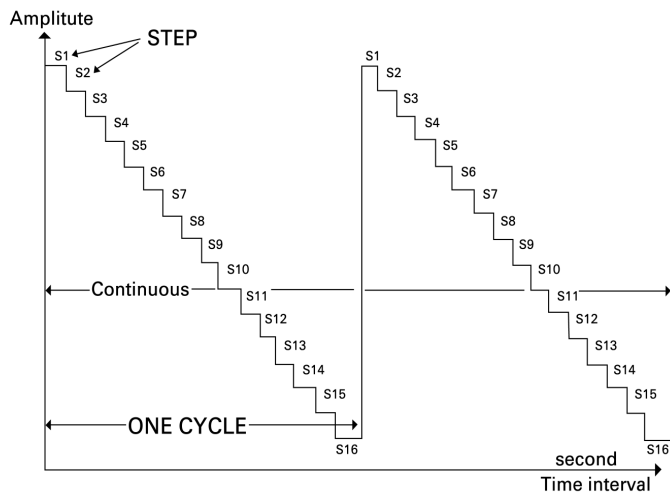 Amplitute
STEP
S1
S2
S3
S4
S5
S6
S7
S8
S9
S10
S11
S12
S13
S14
S15
S16
S1
S2
S3
S4
S5
S6
S7
S8
S9
S10
S11
S12
S13
S14
S15
S16
Continuous
ONE CYCLE
second
Time interval